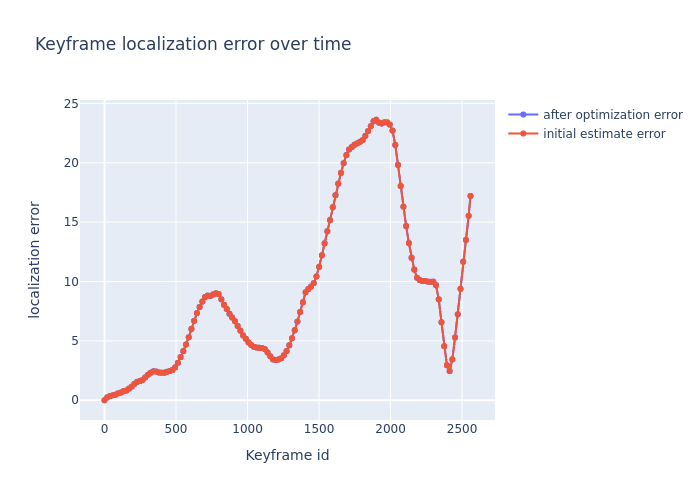 Keyframe localization error over time
after optimization error
initial estimate error
localization error
25
20
15
10
5
0
0 500 1000 1500 2000 2500
Keyframe id